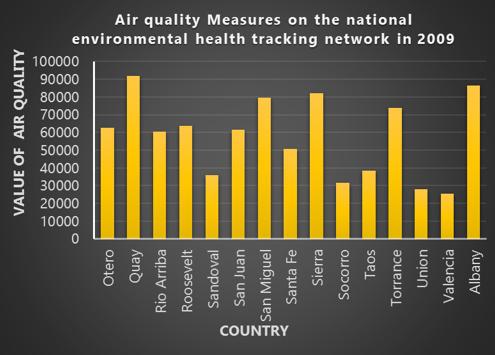 Air quality Measures on the national
environmental health tracking network in 2009
VALUE OF  AIR QUALITY
100000
90000
80000
70000
60000
50000
40000
30000
20000
10000
0
Otero
Quay
Rio Arriba
Roosevelt
Sandoval
San Juan
San Miguel
Santa Fe
Sierra
Socorro
Taos
Torrance
Union
Valencia
Albany
COUNTRY